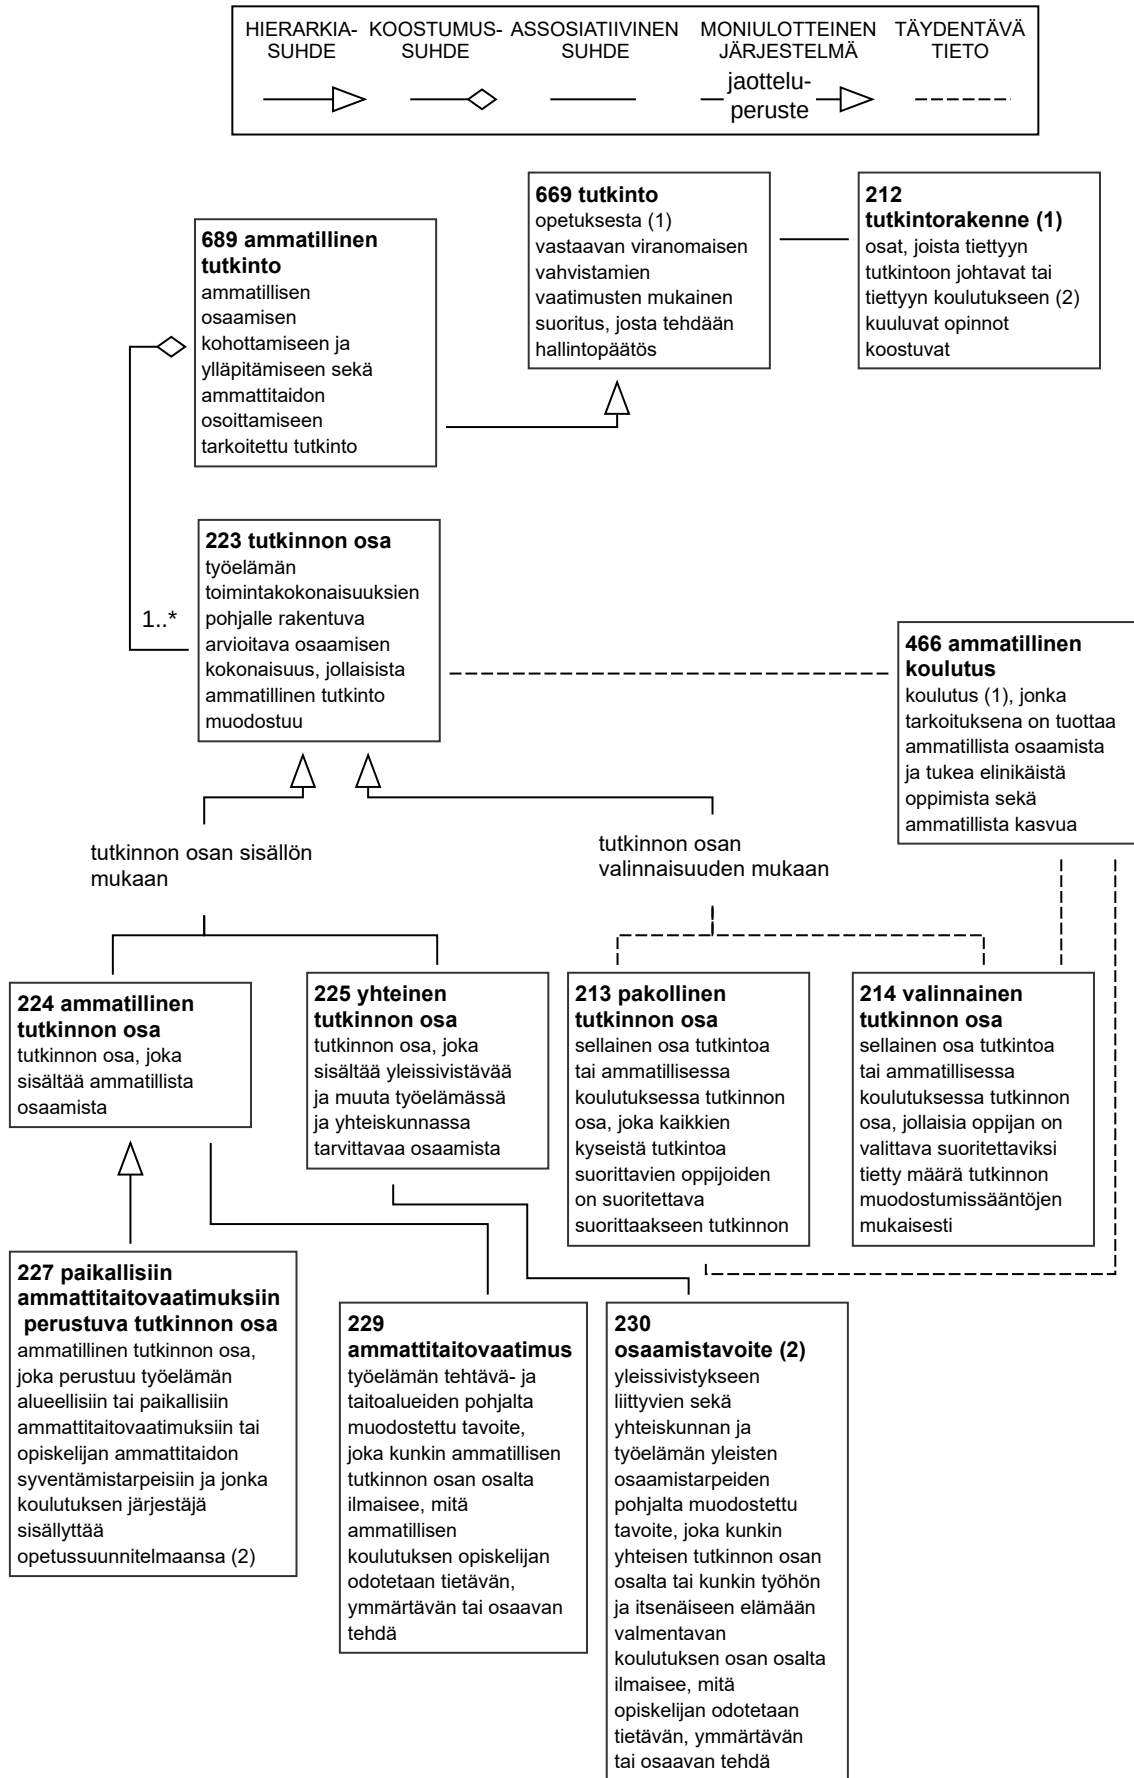 HIERARKIA-
SUHDE
KOOSTUMUS-
SUHDE
ASSOSIATIIVINEN
SUHDE
MONIULOTTEINEN
JÄRJESTELMÄ
TÄYDENTÄVÄ
TIETO
jaottelu-
peruste
669 tutkinto
opetuksesta (1)
vastaavan viranomaisen
vahvistamien
vaatimusten mukainen
suoritus, josta tehdään
hallintopäätös
212
tutkintorakenne (1)
osat, joista tiettyyn
tutkintoon johtavat tai
tiettyyn koulutukseen (2)
kuuluvat opinnot
koostuvat
689 ammatillinen
tutkinto
ammatillisen
osaamisen
kohottamiseen ja
ylläpitämiseen sekä
ammattitaidon
osoittamiseen
tarkoitettu tutkinto
223 tutkinnon osa
työelämän
toimintakokonaisuuksien
pohjalle rakentuva
arvioitava osaamisen
kokonaisuus, jollaisista
ammatillinen tutkinto
muodostuu
1..*
466 ammatillinen
koulutus
koulutus (1), jonka
tarkoituksena on tuottaa
ammatillista osaamista
ja tukea elinikäistä
oppimista sekä
ammatillista kasvua
tutkinnon osan sisällön
mukaan
tutkinnon osan
valinnaisuuden mukaan
224 ammatillinen
tutkinnon osa
tutkinnon osa, joka
sisältää ammatillista
osaamista
225 yhteinen
tutkinnon osa
tutkinnon osa, joka
sisältää yleissivistävää
ja muuta työelämässä
ja yhteiskunnassa
tarvittavaa osaamista
213 pakollinen
tutkinnon osa
sellainen osa tutkintoa
tai ammatillisessa
koulutuksessa tutkinnon
osa, joka kaikkien
kyseistä tutkintoa
suorittavien oppijoiden
on suoritettava
suorittaakseen tutkinnon
214 valinnainen
tutkinnon osa
sellainen osa tutkintoa
tai ammatillisessa
koulutuksessa tutkinnon
osa, jollaisia oppijan on
valittava suoritettaviksi
tietty määrä tutkinnon
muodostumissääntöjen
mukaisesti
227 paikallisiin
ammattitaitovaatimuksiin
perustuva tutkinnon osa
ammatillinen tutkinnon osa,
joka perustuu työelämän
alueellisiin tai paikallisiin
ammattitaitovaatimuksiin tai
opiskelijan ammattitaidon
syventämistarpeisiin ja jonka
koulutuksen järjestäjä
sisällyttää
opetussuunnitelmaansa (2)
229
ammattitaitovaatimus
työelämän tehtävä- ja
taitoalueiden pohjalta
muodostettu tavoite,
joka kunkin ammatillisen
tutkinnon osan osalta
ilmaisee, mitä
ammatillisen
koulutuksen opiskelijan
odotetaan tietävän,
ymmärtävän tai osaavan
tehdä
230
osaamistavoite (2)
yleissivistykseen
liittyvien sekä
yhteiskunnan ja
työelämän yleisten
osaamistarpeiden
pohjalta muodostettu
tavoite, joka kunkin
yhteisen tutkinnon osan
osalta tai kunkin työhön
ja itsenäiseen elämään
valmentavan
koulutuksen osan osalta
ilmaisee, mitä
opiskelijan odotetaan
tietävän, ymmärtävän
tai osaavan tehdä